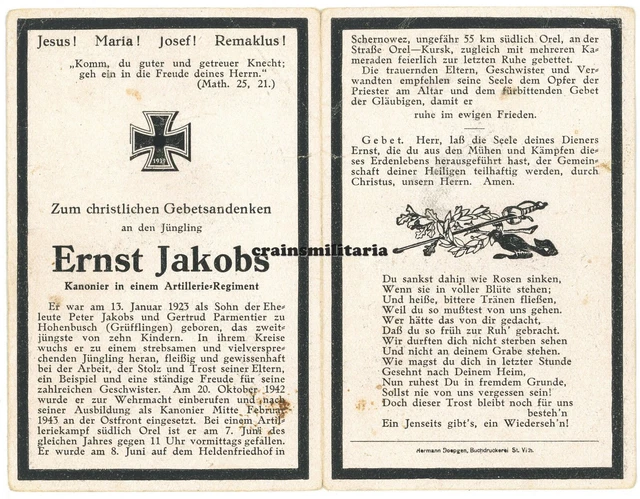 Jesus! Maria! Josef! Remaklus!
„Komm, du guter und getreuer Knecht;
geh ein in die Freude deines Herrn.“
(Math. 25, 21.)
1939
Zum christlichen Gebetsandenken
an den Jüngling
Ernst Jakobs
Kanonier in einem Artillerie-Regiment
Er war am 13. Januar 1923 als Sohn der Ehe-
leute Peter Jakobs und Gertrud Parmentier zu
Hohenbusch (Grüfflingen) geboren, das zweit-
jüngste von zehn Kindern. In ihrem Kreise
wuchs er zu einem strebsamen und vielverspre-
chenden Jüngling heran, fleißig und gewissenhaft
bei der Arbeit, der Stolz und Trost seiner Eltern,
ein Beispiel und eine ständige Freude für seine
zahlreichen Geschwister. Am 20. Oktober 1942
wurde er zur Wehrmacht einberufen und nach
seiner Ausbildung als Kanonier Mitte Februar
1943 an der Ostfront eingesetzt. Bei einem Artil-
leriekampf südlich Orel ist er am 7. Juni des
gleichen Jahres gegen 11 Uhr vormittags gefallen.
Er wurde am 8. Juni auf dem Heldenfriedhof in
Schernowez, ungefähr 55 km südlich Orel, an der
Straße Orel—Kursk, zugleich mit mehreren Ka-
meraden feierlich zur letzten Ruhe gebettet.
Die trauernden Eltern, Geschwister und Ver-
wandten empfehlen seine Seele dem Opfer der
Priester am Altar und dem fürbittenden Gebet
der Gläubigen, damit er
ruhe im ewigen Frieden.
Gebet. Herr, laß die Seele deines Dieners
Ernst, die du aus den Mühen und Kämpfen die-
ses Erdenlebens herausgeführt hast, der Gemein-
schaft deiner Heiligen teilhaftig werden, durch
Christus, unsern Herrn. Amen.
crainsmilitaria
Du sankst dahin wie Rosen sinken,
Wenn sie in voller Blüte stehen;
Und heiße, bittere Tränen fließen,
Weil du so mußtest von uns gehen.
Wer hätte das von dir gedacht,
Daß du so früh zur Ruh' gebracht.
Wir durften dich nicht sterben sehen
Und nicht an deinem Grabe stehen.
Wie magst du dich in letzter Stunde
Gesehnt nach Deinem Heim,
Nun ruhest Du in fremdem Grunde,
Sollst nie von uns vergessen sein!
Doch dieser Trost bleibt noch für uns
besteh'n
Ein Jenseits gibt's, ein Wiederseh'n!
Hermann Doepgen, Buchdruckerei St. Vith.